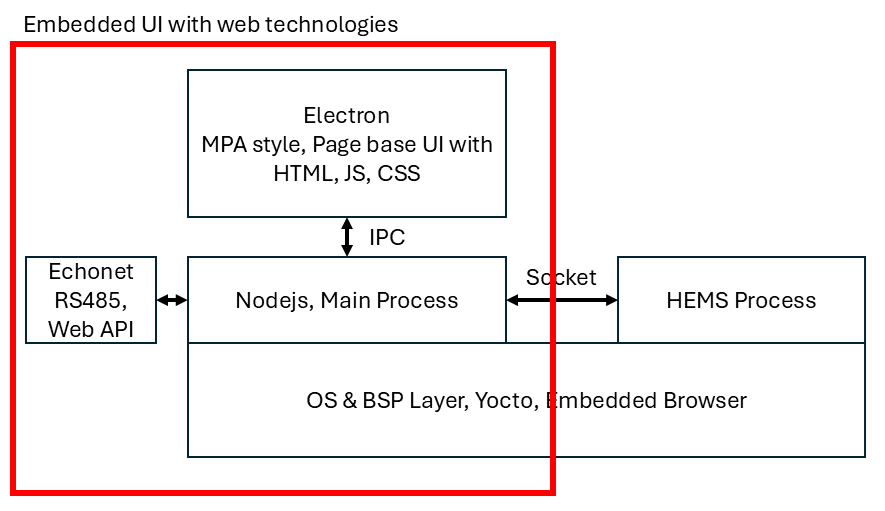 Embedded UI with web technologies
Electron
MPA style, Page base UI with
HTML, JS, CSS
IPC
Echonet
RS485,
Web API
Nodejs, Main Process
Socket
HEMS Process
OS & BSP Layer, Yocto, Embedded Browser